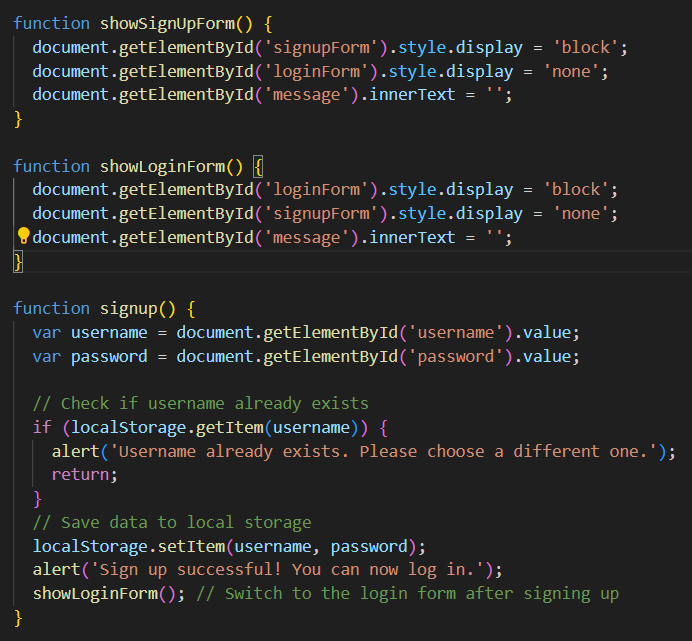 function showSignUpForm() {
  document.getElementById('signupForm').style.display = 'block';
  document.getElementById('loginForm').style.display = 'none';
  document.getElementById('message').innerText = '';
}

function showLoginForm() {
  document.getElementById('loginForm').style.display = 'block';
  document.getElementById('signupForm').style.display = 'none';
  document.getElementById('message').innerText = '';
}

function signup() {
  var username = document.getElementById('username').value;
  var password = document.getElementById('password').value;

  // Check if username already exists
  if (localStorage.getItem(username)) {
    alert('Username already exists. Please choose a different one.');
    return;
  }
  // Save data to local storage
  localStorage.setItem(username, password);
  alert('Sign up successful! You can now log in.');
  showLoginForm(); // Switch to the login form after signing up
}